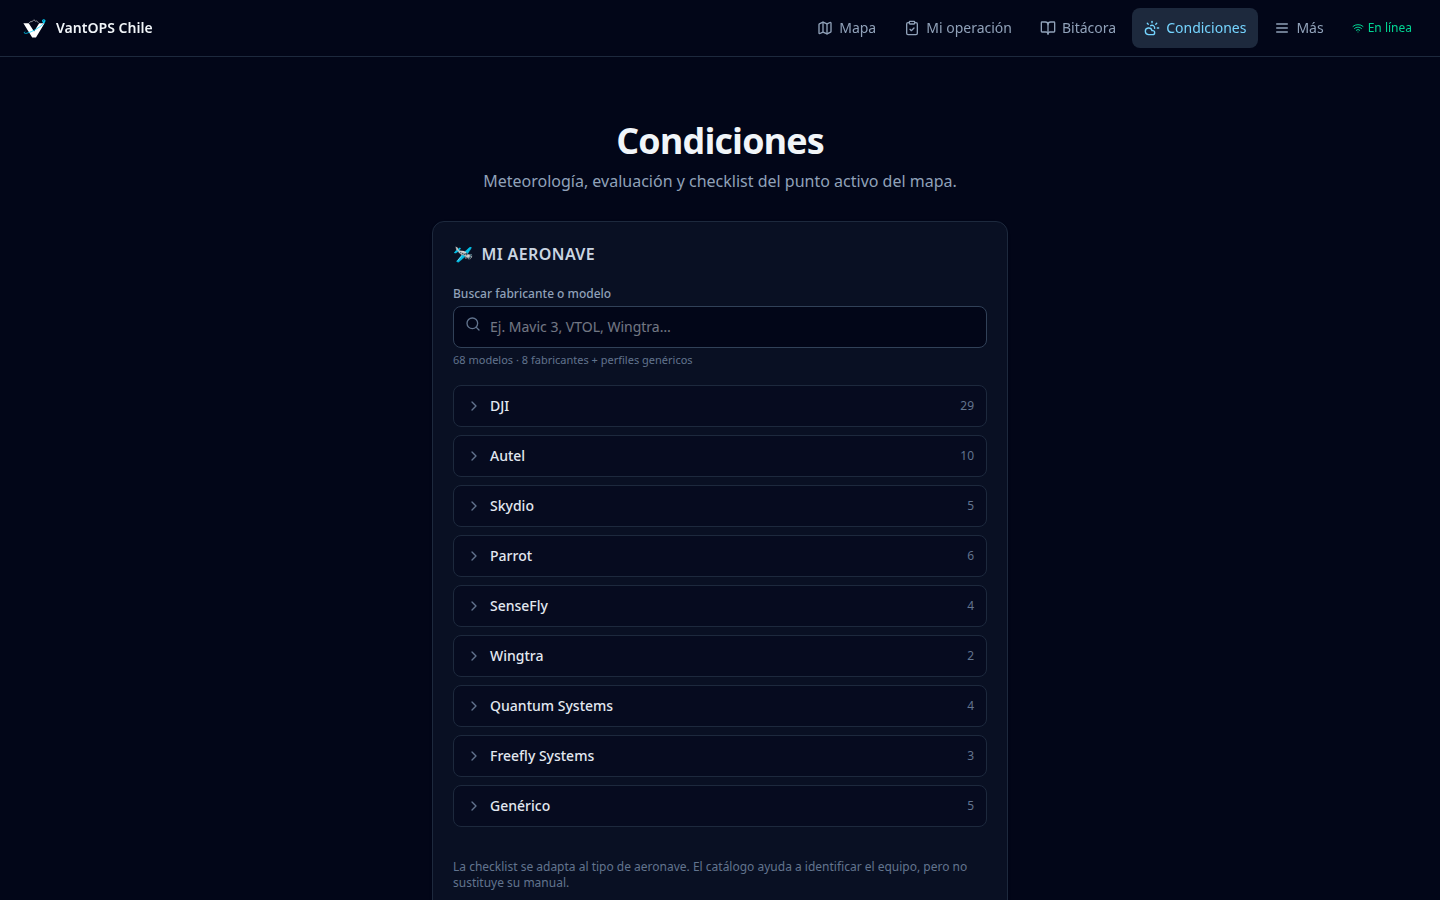 VantOPS Chile
Mapa
Mi operación
Bitácora
Condiciones
Más
En línea
Condiciones
Meteorología, evaluación y checklist del punto activo del mapa.
MI AERONAVE
Buscar fabricante o modelo
Ej. Mavic 3, VTOL, Wingtra...
68 modelos · 8 fabricantes + perfiles genéricos
DJI 29
Autel 10
Skydio 5
Parrot 6
SenseFly 4
Wingtra 2
Quantum Systems 4
Freefly Systems 3
Genérico 5
La checklist se adapta al tipo de aeronave. El catálogo ayuda a identificar el equipo, pero no
sustituye su manual.